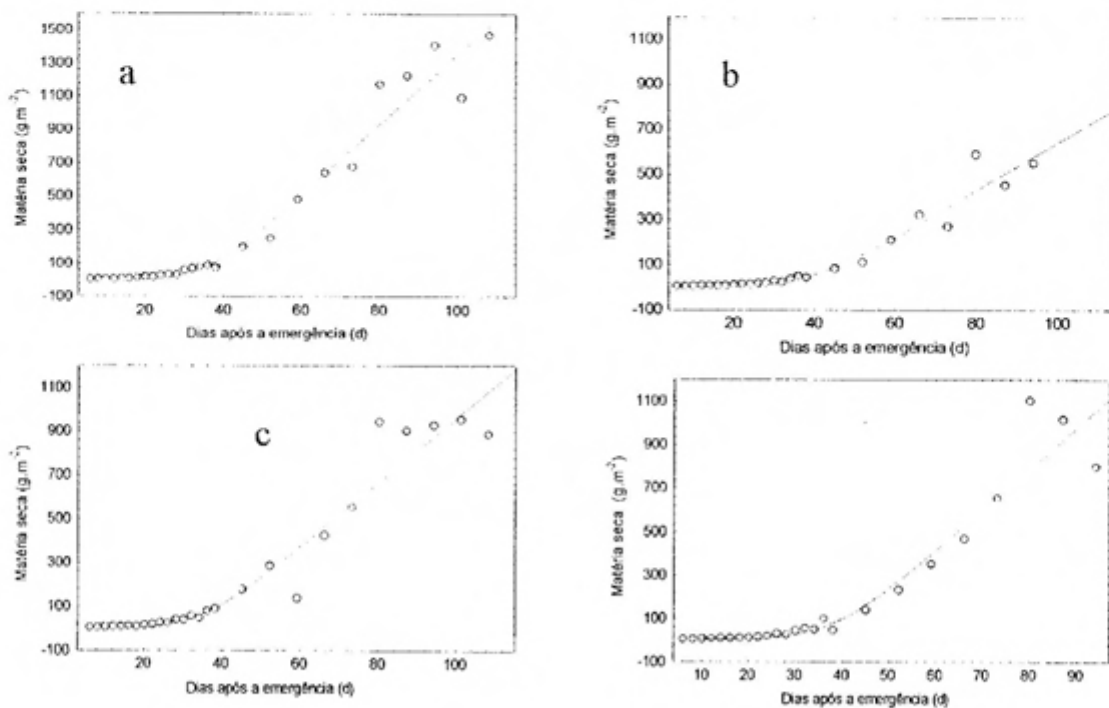 a
Matéria seca (g.m⁻²)
1500
1300
1100
900
700
500
300
100
-100
20 40 60 80 100
Dias após a emergência (d)
b
Matéria seca (g.m⁻²)
1100
900
700
500
300
100
-100
20 40 60 80 100
Dias após a emergência (d)
c
Matéria seca (g.m⁻²)
1100
900
700
500
300
100
-100
20 40 60 80 100
Dias após a emergência (d)
Matéria seca (g.m⁻²)
1100
900
700
500
300
100
-100
10 20 30 40 50 60 70 80 90
Dias após a emergência (d)